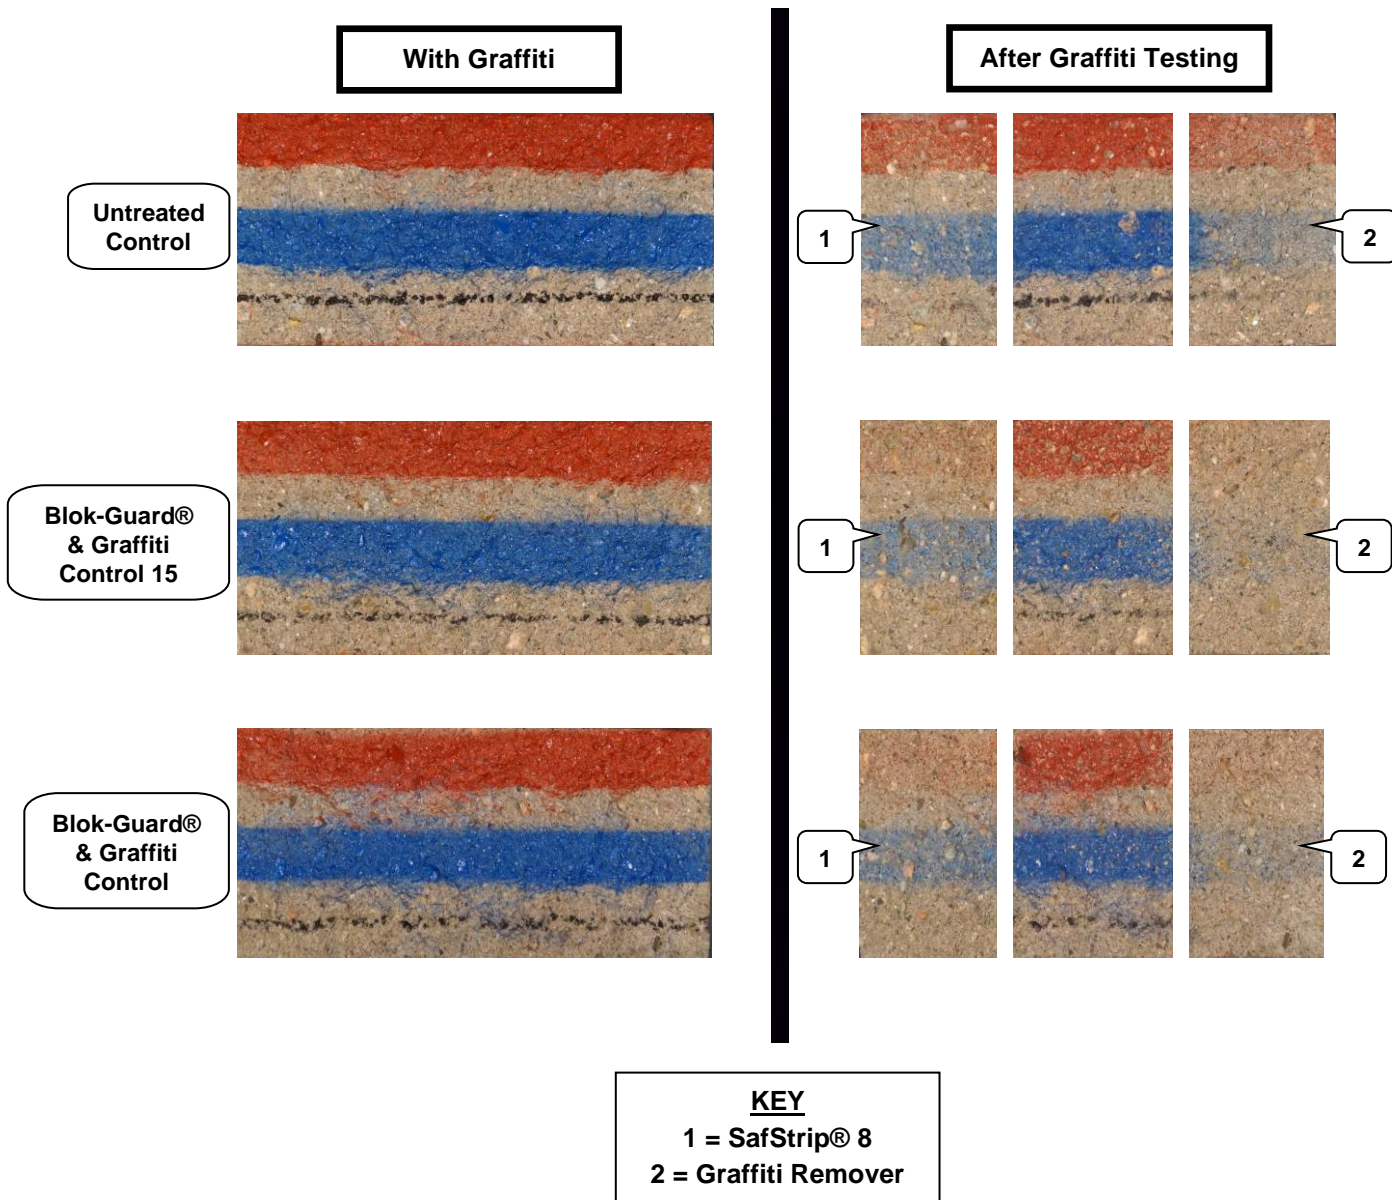 With Graffiti
After Graffiti Testing
Untreated
Control
1
2
Blok-Guard®
& Graffiti
Control 15
1
2
Blok-Guard®
& Graffiti
Control
1
2
KEY
1 = SafStrip® 8
2 = Graffiti Remover